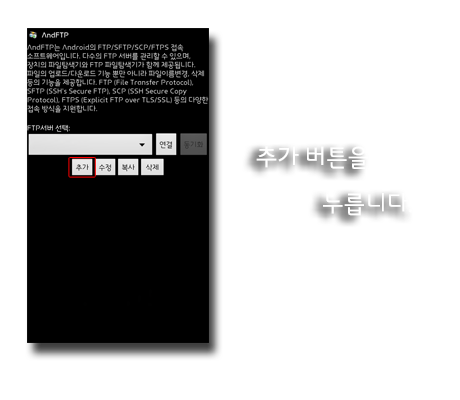 AndFTP
AndFTP는 Android의 FTP/SFTP/SCP/FTPS 접속
소프트웨어입니다. 다수의 FTP 서버를 관리할 수 있으며,
장치의 파일탐색기와 FTP 파일탐색기가 함께 제공됩니다.
파일의 업로드/다운로드 기능 뿐만 아니라 파일이름변경, 삭제
등의 기능을 제공합니다. FTP (File Transfer Protocol),
SFTP (SSH's Secure FTP), SCP (SSH Secure Copy
Protocol), FTPS (Explicit FTP over TLS/SSL) 등의 다양한
접속 방식을 지원합니다.
FTP서버 선택:
연결 동기화
추가 수정 복사 삭제
추가 버튼을
누릅니다.